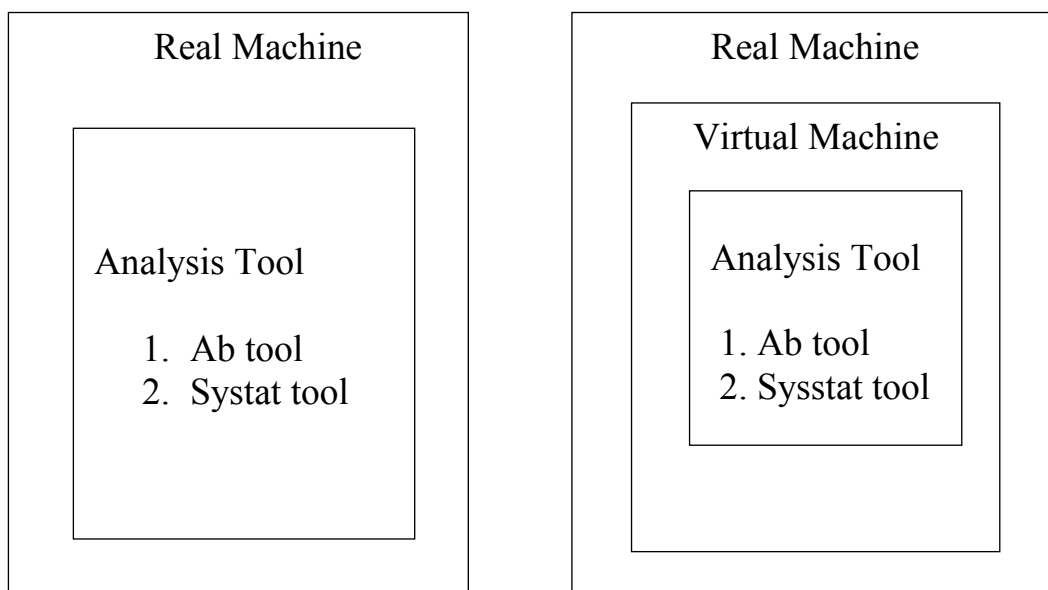 Real Machine
Analysis Tool
1. Ab tool
2. Systat tool
Real Machine
Virtual Machine
Analysis Tool
1. Ab tool
2. Sysstat tool